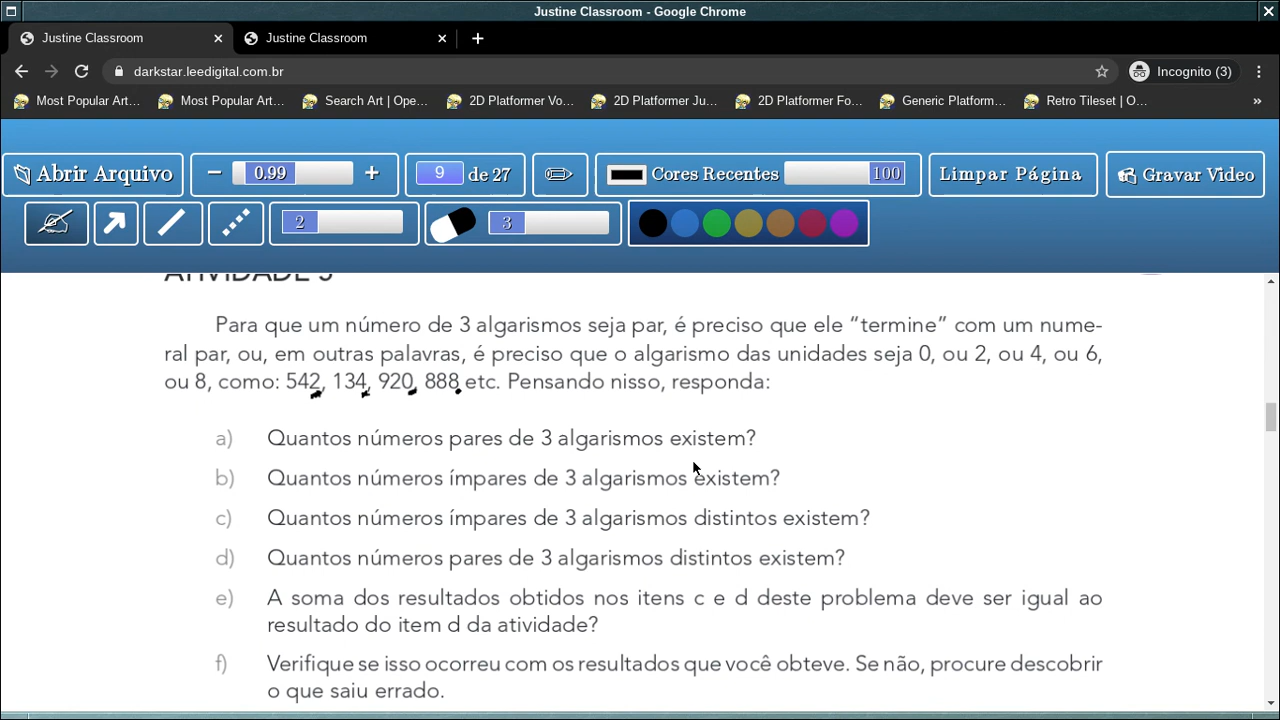 Justine Classroom - Google Chrome
Justine Classroom
Justine Classroom
darkstar.leedigital.com.br
Incognito (3)
Most Popular Art...
Most Popular Art...
Search Art | Ope...
2D Platformer Vo...
2D Platformer Ju...
2D Platformer Fo...
Generic Platform...
Retro Tileset | O...
»
Abrir Arquivo
− 0.99 +
9 de 27
Cores Recentes 100
Limpar Página
Gravar Video
2
3
ATIVIDADE 3
Para que um número de 3 algarismos seja par, é preciso que ele “termine” com um nume-
ral par, ou, em outras palavras, é preciso que o algarismo das unidades seja 0, ou 2, ou 4, ou 6,
ou 8, como: 542, 134, 920, 888 etc. Pensando nisso, responda:
a) Quantos números pares de 3 algarismos existem?
b) Quantos números ímpares de 3 algarismos existem?
c) Quantos números ímpares de 3 algarismos distintos existem?
d) Quantos números pares de 3 algarismos distintos existem?
e) A soma dos resultados obtidos nos itens c e d deste problema deve ser igual ao
resultado do item d da atividade?
f) Verifique se isso ocorreu com os resultados que você obteve. Se não, procure descobrir
o que saiu errado.